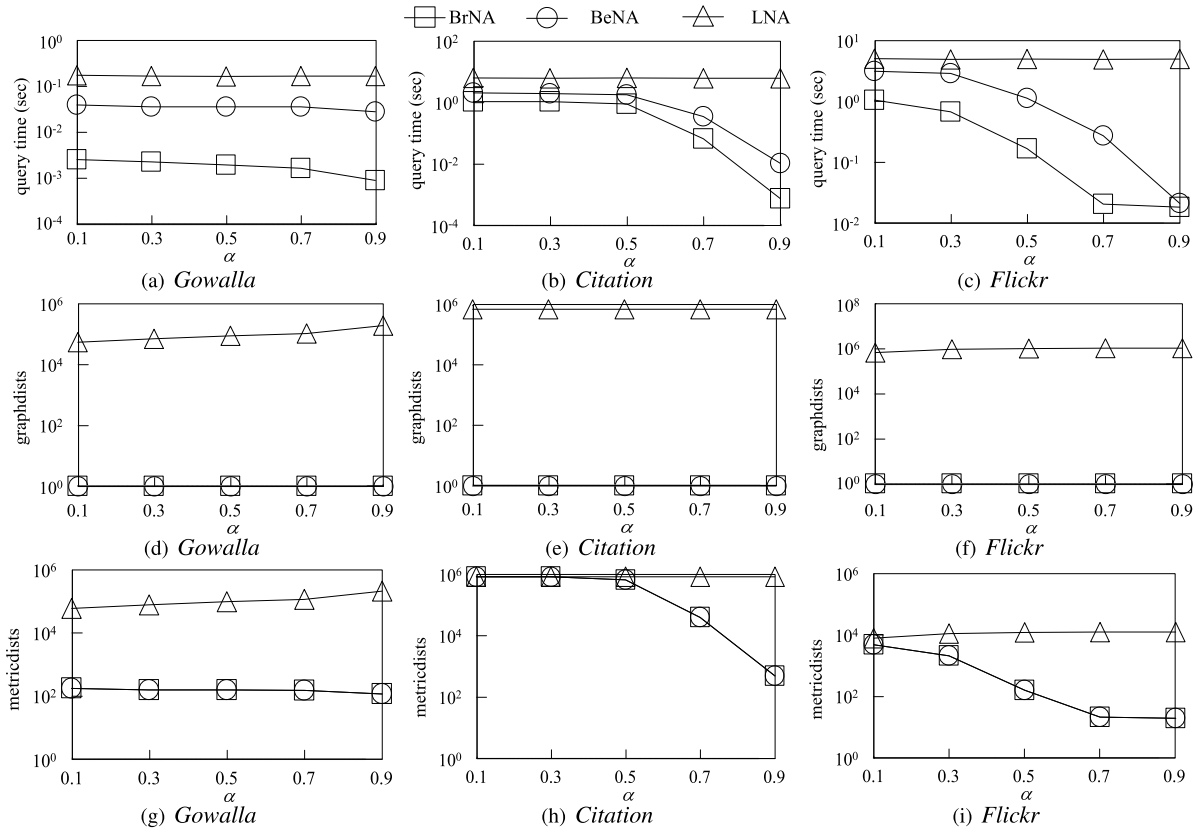 BrNA BeNA LNA
query time (sec)
10^0
10^-1
10^-2
10^-3
10^-4
0.1 0.3 0.5 0.7 0.9
α
(a) Gowalla
query time (sec)
10^2
10^0
10^-2
10^-4
0.1 0.3 0.5 0.7 0.9
α
(b) Citation
query time (sec)
10^1
10^0
10^-1
10^-2
0.1 0.3 0.5 0.7 0.9
α
(c) Flickr
graphdists
10^6
10^4
10^2
10^0
0.1 0.3 0.5 0.7 0.9
α
(d) Gowalla
graphdists
10^6
10^4
10^2
10^0
0.1 0.3 0.5 0.7 0.9
α
(e) Citation
graphdists
10^8
10^6
10^4
10^2
10^0
0.1 0.3 0.5 0.7 0.9
α
(f) Flickr
metricdists
10^6
10^4
10^2
10^0
0.1 0.3 0.5 0.7 0.9
α
(g) Gowalla
metricdists
10^6
10^4
10^2
10^0
0.1 0.3 0.5 0.7 0.9
α
(h) Citation
metricdists
10^6
10^4
10^2
10^0
0.1 0.3 0.5 0.7 0.9
α
(i) Flickr